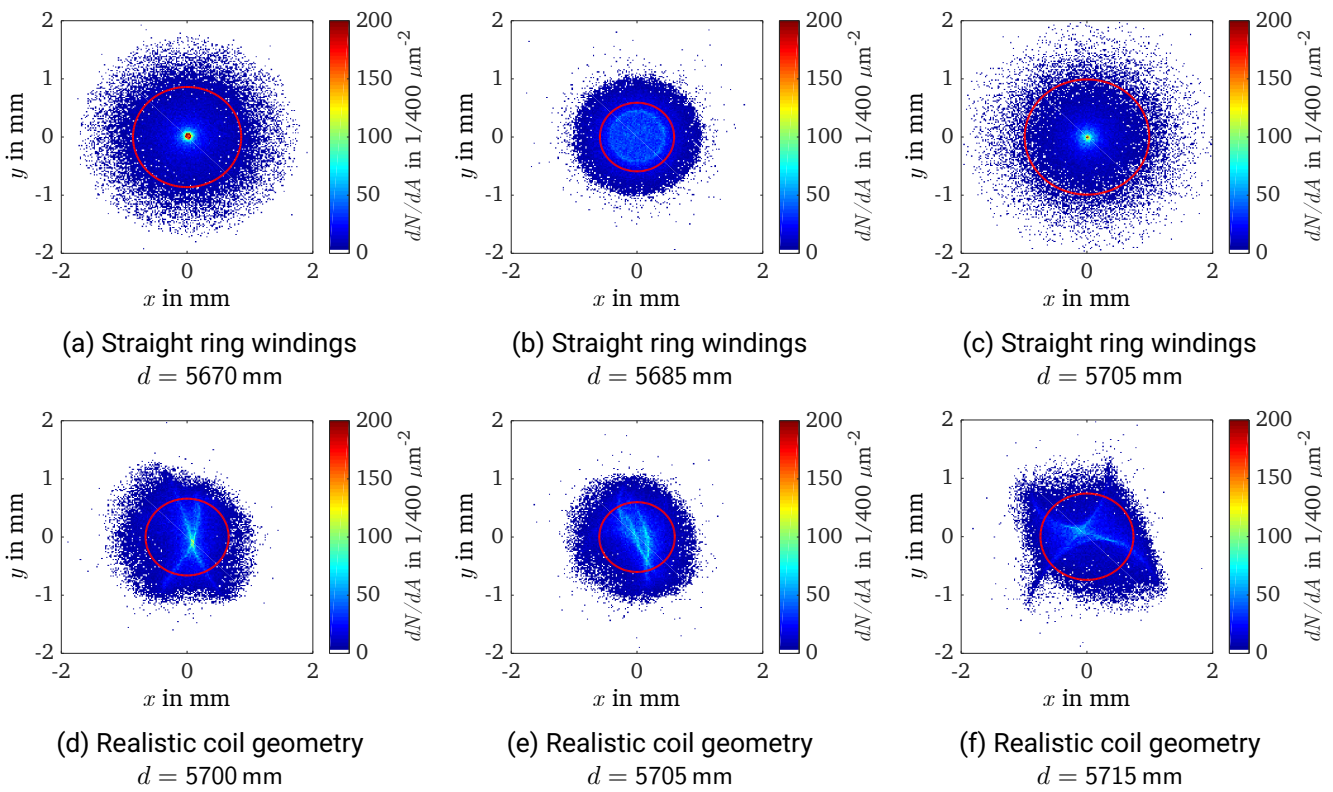 2
1
0
-1
-2
y in mm
-2 0 2
x in mm
200
150
100
50
0
dN/dA in 1/400 µm⁻²
(a) Straight ring windings
d = 5670 mm
2
1
0
-1
-2
y in mm
-2 0 2
x in mm
200
150
100
50
0
dN/dA in 1/400 µm⁻²
(b) Straight ring windings
d = 5685 mm
2
1
0
-1
-2
y in mm
-2 0 2
x in mm
200
150
100
50
0
dN/dA in 1/400 µm⁻²
(c) Straight ring windings
d = 5705 mm
2
1
0
-1
-2
y in mm
-2 0 2
x in mm
200
150
100
50
0
dN/dA in 1/400 µm⁻²
(d) Realistic coil geometry
d = 5700 mm
2
1
0
-1
-2
y in mm
-2 0 2
x in mm
200
150
100
50
0
dN/dA in 1/400 µm⁻²
(e) Realistic coil geometry
d = 5705 mm
2
1
0
-1
-2
y in mm
-2 0 2
x in mm
200
150
100
50
0
dN/dA in 1/400 µm⁻²
(f) Realistic coil geometry
d = 5715 mm